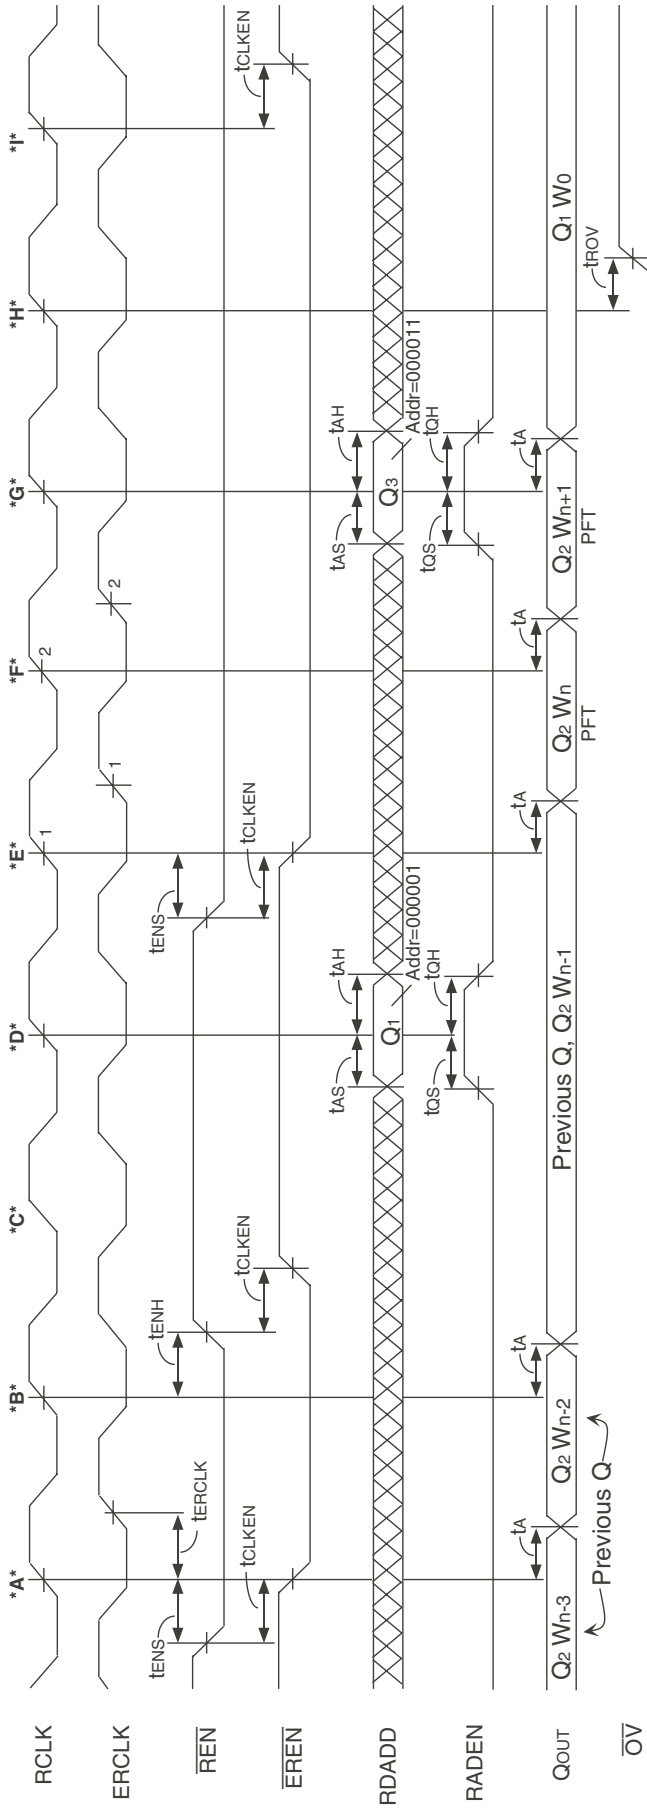 *A* *B* *C* *D* *E* *F* *G* *H* *I*
RCLK 1 2
ERCLK 1 2
tERCLK
REN tENS tENH tENS
EREN tCLKEN tCLKEN tCLKEN tCLKEN
RDADD tAS tAH tAS tAH
Q1 Q3
Addr=000001 Addr=000011
RADEN tQS tQH tQS tQH
tA tA tA tA tA
QOUT Q2 Wn-3 Q2 Wn-2 Previous Q, Q2 Wn-1 Q2 Wn Q2 Wn+1 Q1 W0
PFT PFT
Previous Q
tROV
OV